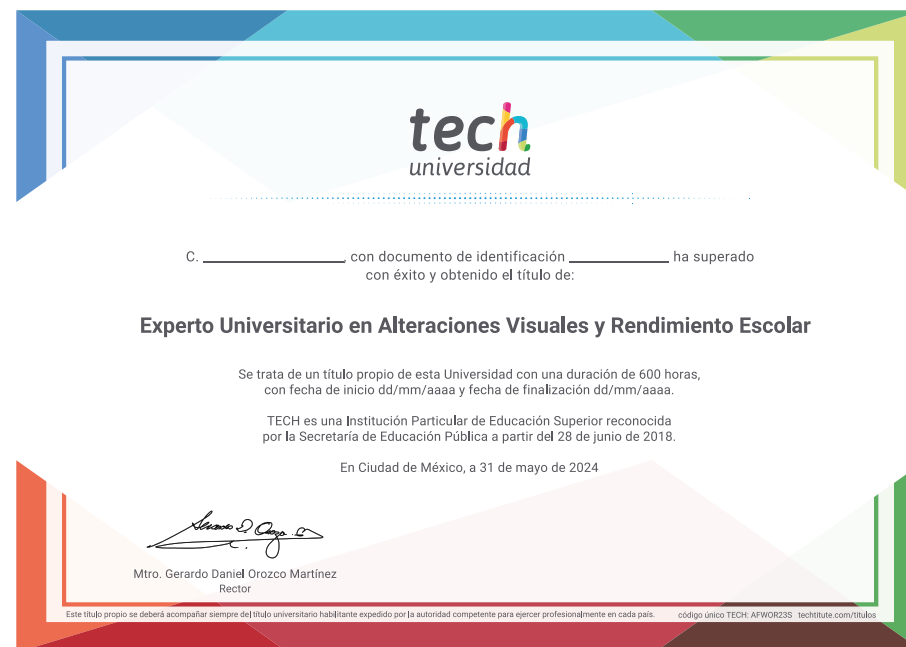 tech
universidad
C. ____________________, con documento de identificación ______________ ha superado
con éxito y obtenido el título de:
Experto Universitario en Alteraciones Visuales y Rendimiento Escolar
Se trata de un título propio de esta Universidad con una duración de 600 horas,
con fecha de inicio dd/mm/aaaa y fecha de finalización dd/mm/aaaa.
TECH es una Institución Particular de Educación Superior reconocida
por la Secretaría de Educación Pública a partir del 28 de junio de 2018.
En Ciudad de México, a 31 de mayo de 2024
Mtro. Gerardo Daniel Orozco Martínez
Rector
Este título propio se deberá acompañar siempre del título universitario habilitante expedido por la autoridad competente para ejercer profesionalmente en cada país. código único TECH: AFWOR23S techtitute.com/titulos